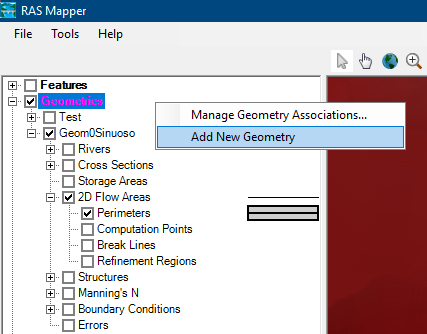 RAS Mapper
File Tools Help
Features
Geometries
Manage Geometry Associations...
Test
Add New Geometry
Geom0Sinuoso
Rivers
Cross Sections
Storage Areas
2D Flow Areas
Perimeters
Computation Points
Break Lines
Refinement Regions
Structures
Manning's N
Boundary Conditions
Errors